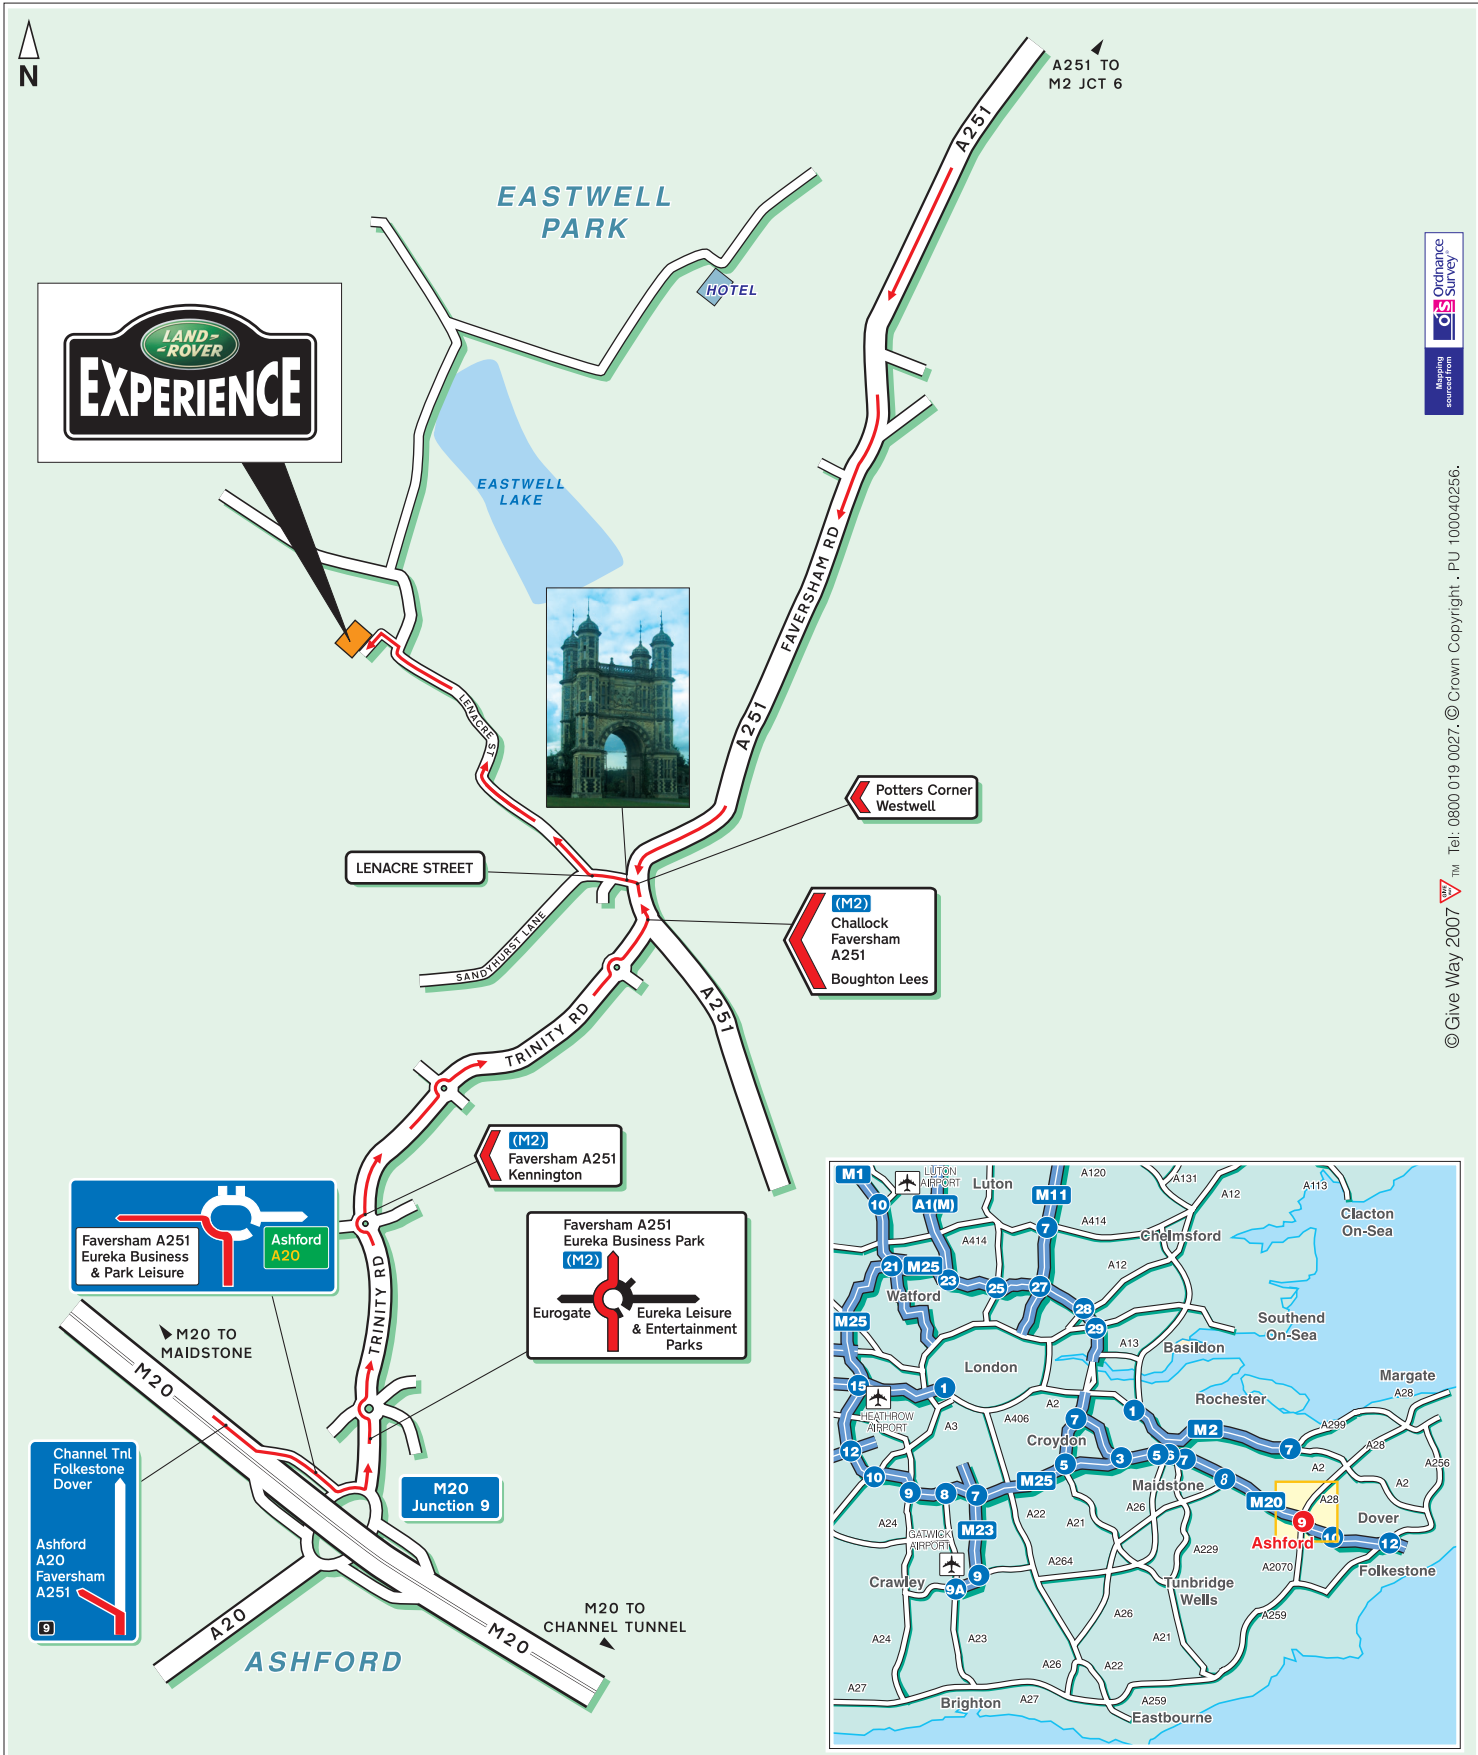 N
A251 TO
M2 JCT 6
A251
EASTWELL
PARK
HOTEL
LAND-
-ROVER
EXPERIENCE
EASTWELL
LAKE
FAVERSHAM RD
A251
LENACRE ST
Potters Corner
Westwell
LENACRE STREET
(M2)
Challock
Faversham
A251
Boughton Lees
SANDYHURST LANE
A251
TRINITY RD
(M2)
Faversham A251
Kennington
Faversham A251
Eureka Business
& Park Leisure
Ashford
A20
TRINITY RD
Faversham A251
Eureka Business Park
(M2)
Eurogate
Eureka Leisure
& Entertainment
Parks
M20 TO
MAIDSTONE
M20
Channel Tnl
Folkestone
Dover
Ashford
A20
Faversham
A251
9
M20
Junction 9
A20
ASHFORD
M20
M20 TO
CHANNEL TUNNEL
Ordnance
Survey®
Mapping
sourced from
© Give Way 2007 TM Tel: 0800 019 0027. © Crown Copyright . PU 100040256.
M1
LUTON
AIRPORT
Luton
A120
A131
A12
A113
10
A1(M)
M11
Clacton
On-Sea
7
A414
A414
Chelmsford
21
M25
23
25
27
A12
Watford
28
Southend
On-Sea
M25
29
A13
Basildon
London
15
1
Margate
A28
HEATHROW
AIRPORT
A3
A406
A2
7
1
Rochester
A299
Croydon
M2
7
A28
12
5
3
5
6
7
A2
A256
10
M25
Maidstone
8
A2
9
8
7
M20
A28
A24
M23
A22
A21
A26
9
Dover
GATWICK
AIRPORT
10
Ashford
12
A264
A229
A2070
Folkestone
Crawley
9
9A
Tunbridge
Wells
A26
A259
A24
A23
A21
A26
A22
A27
Brighton
A27
A259
Eastbourne